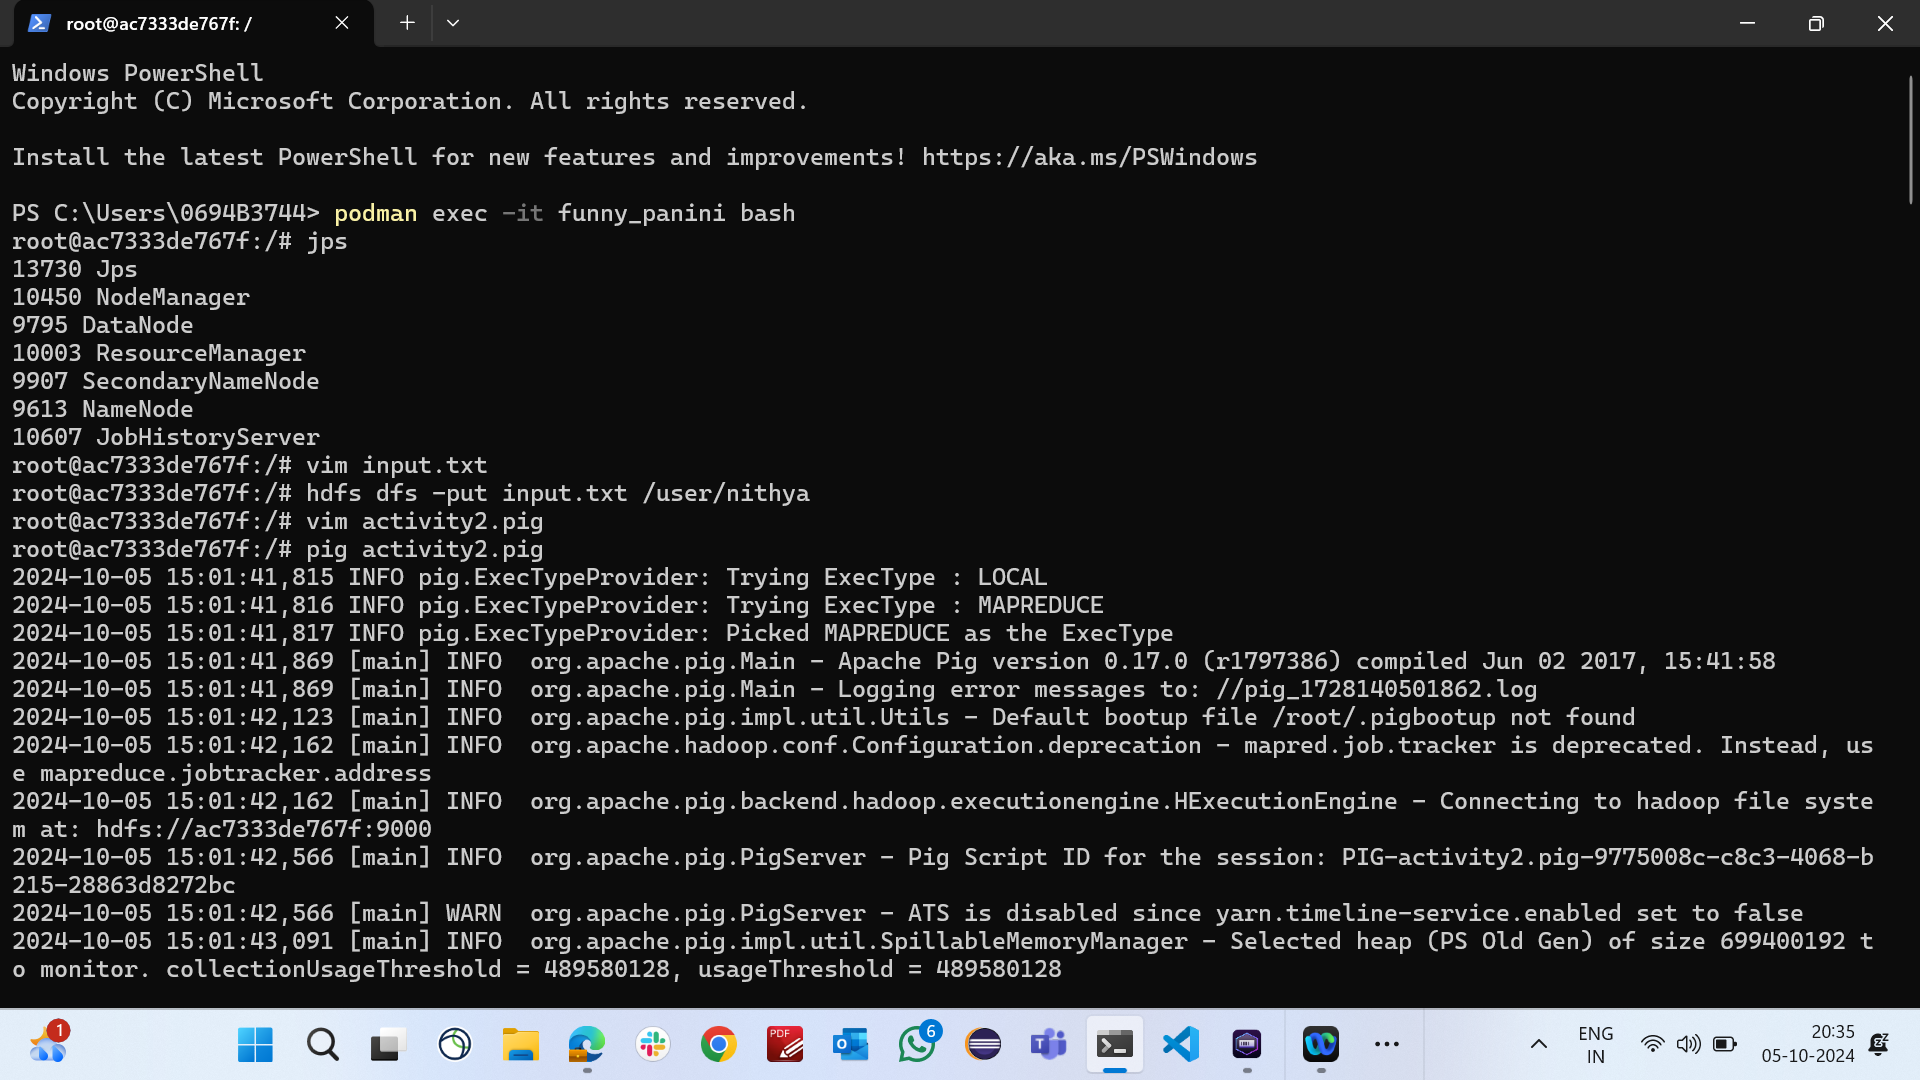 root@ac7333de767f: /
Windows PowerShell
Copyright (C) Microsoft Corporation. All rights reserved.
Install the latest PowerShell for new features and improvements! https://aka.ms/PSWindows
PS C:\Users\0694B3744> podman exec -it funny_panini bash
root@ac7333de767f:/# jps
13730 Jps
10450 NodeManager
9795 DataNode
10003 ResourceManager
9907 SecondaryNameNode
9613 NameNode
10607 JobHistoryServer
root@ac7333de767f:/# vim input.txt
root@ac7333de767f:/# hdfs dfs -put input.txt /user/nithya
root@ac7333de767f:/# vim activity2.pig
root@ac7333de767f:/# pig activity2.pig
2024-10-05 15:01:41,815 INFO pig.ExecTypeProvider: Trying ExecType : LOCAL
2024-10-05 15:01:41,816 INFO pig.ExecTypeProvider: Trying ExecType : MAPREDUCE
2024-10-05 15:01:41,817 INFO pig.ExecTypeProvider: Picked MAPREDUCE as the ExecType
2024-10-05 15:01:41,869 [main] INFO  org.apache.pig.Main - Apache Pig version 0.17.0 (r1797386) compiled Jun 02 2017, 15:41:58
2024-10-05 15:01:41,869 [main] INFO  org.apache.pig.Main - Logging error messages to: //pig_1728140501862.log
2024-10-05 15:01:42,123 [main] INFO  org.apache.pig.impl.util.Utils - Default bootup file /root/.pigbootup not found
2024-10-05 15:01:42,162 [main] INFO  org.apache.hadoop.conf.Configuration.deprecation - mapred.job.tracker is deprecated. Instead, us
e mapreduce.jobtracker.address
2024-10-05 15:01:42,162 [main] INFO  org.apache.pig.backend.hadoop.executionengine.HExecutionEngine - Connecting to hadoop file syste
m at: hdfs://ac7333de767f:9000
2024-10-05 15:01:42,566 [main] INFO  org.apache.pig.PigServer - Pig Script ID for the session: PIG-activity2.pig-9775008c-c8c3-4068-b
215-28863d8272bc
2024-10-05 15:01:42,566 [main] WARN  org.apache.pig.PigServer - ATS is disabled since yarn.timeline-service.enabled set to false
2024-10-05 15:01:43,091 [main] INFO  org.apache.pig.impl.util.SpillableMemoryManager - Selected heap (PS Old Gen) of size 699400192 t
o monitor. collectionUsageThreshold = 489580128, usageThreshold = 489580128
1
PDF
6
ENG
IN
20:35
05-10-2024